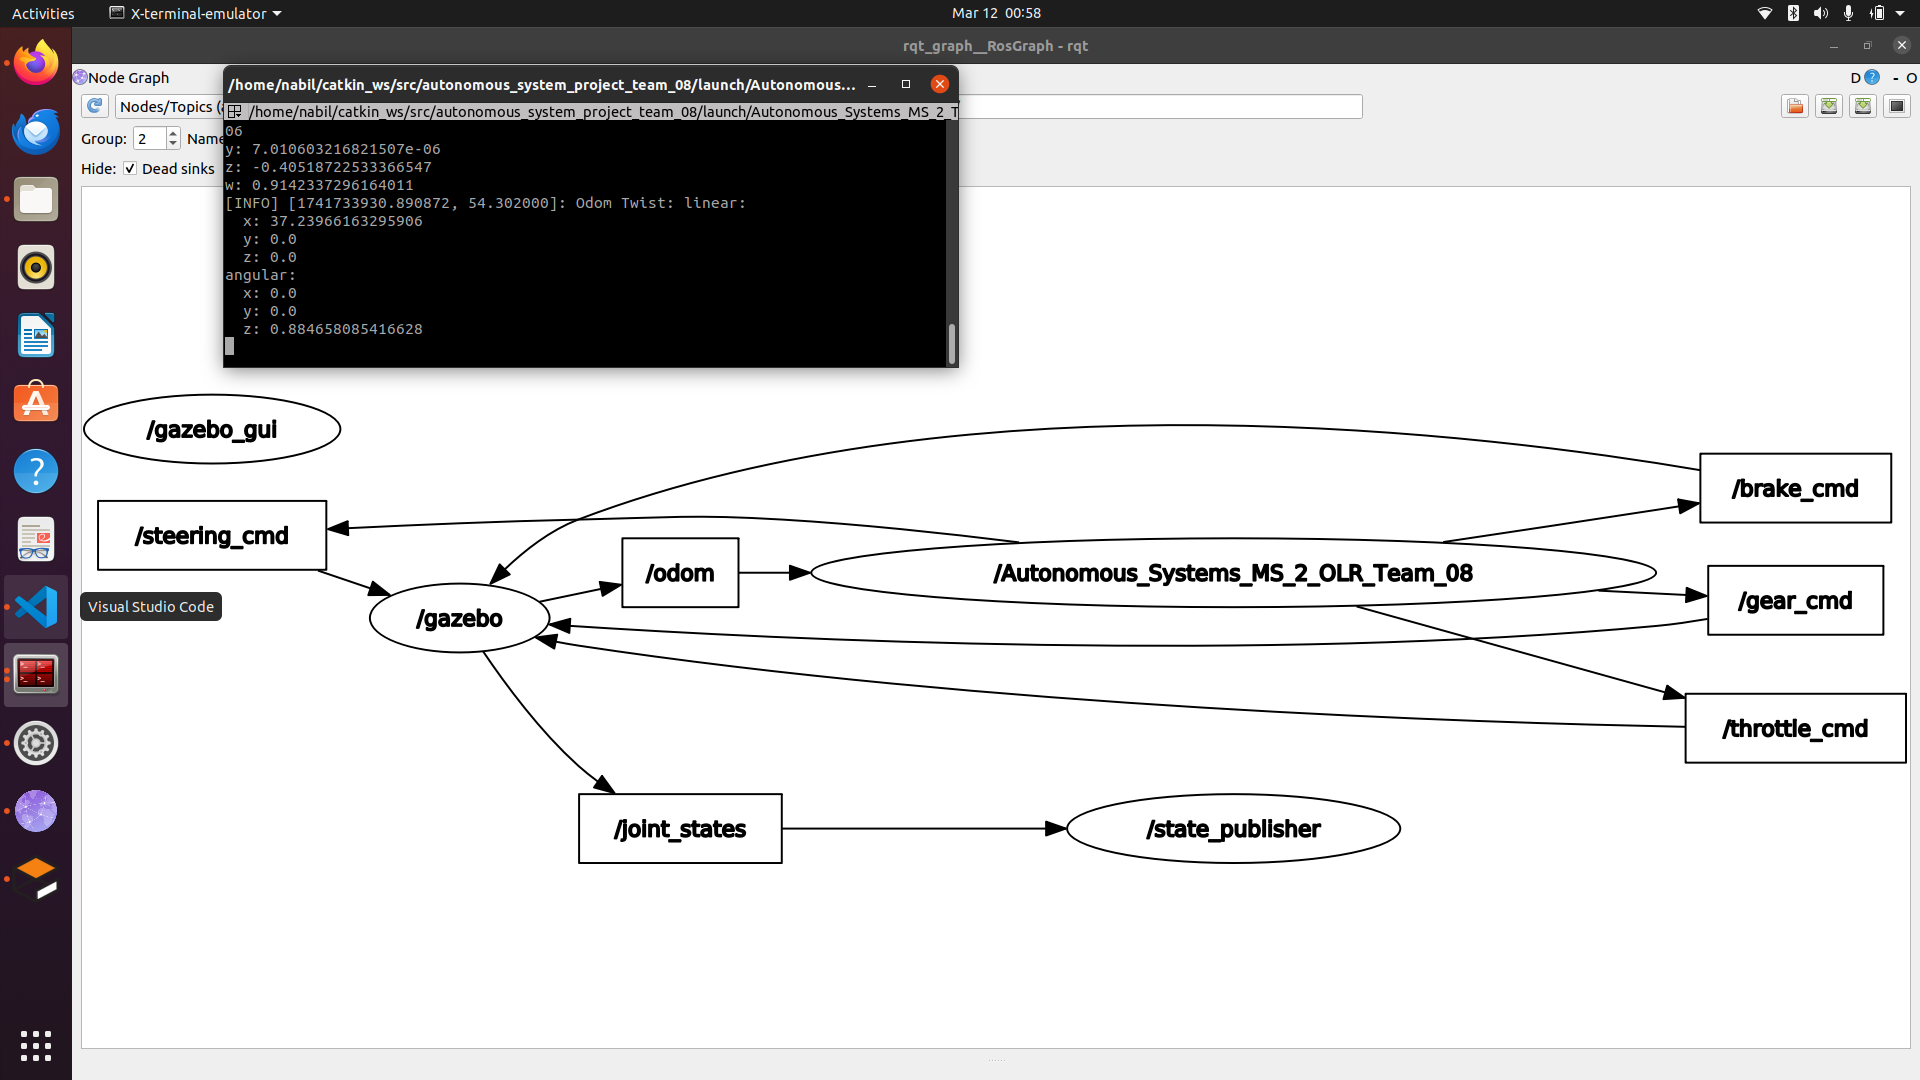 Activities
X-terminal-emulator
Mar 12 00:58
rqt_graph__RosGraph - rqt
Node Graph
D
- O
Nodes/Topics (
Group: 2
Hide: Dead sinks
/home/nabil/catkin_ws/src/autonomous_system_project_team_08/launch/Autonomous...
/home/nabil/catkin_ws/src/autonomous_system_project_team_08/launch/Autonomous_Systems_MS_2_T
06
y: 7.010603216821507e-06
z: -0.40518722533366547
w: 0.9142337296164011
[INFO] [1741733930.890872, 54.302000]: Odom Twist: linear:
x: 37.23966163295906
y: 0.0
z: 0.0
angular:
x: 0.0
y: 0.0
z: 0.884658085416628
/gazebo_gui
/brake_cmd
/steering_cmd
/odom
/Autonomous_Systems_MS_2_OLR_Team_08
/gear_cmd
Visual Studio Code
/gazebo
/throttle_cmd
/joint_states
/state_publisher